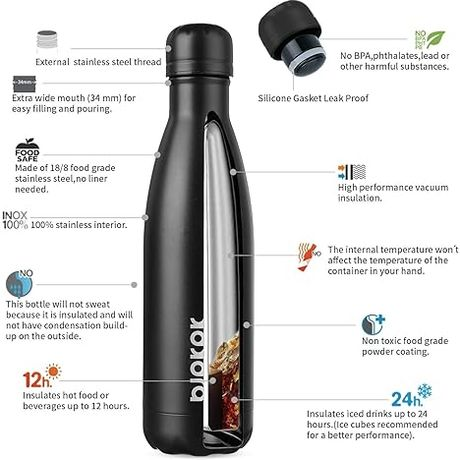 External stainless steel thread
34mm
Extra wide mouth (34 mm) for
easy filling and pouring.
FOOD
SAFE
Made of 18/8 food grade
stainless steel,no liner
needed.
INOX
100% 100% stainless interior.
NO
This bottle will not sweat
because it is insulated and will
not have condensation build-
up on the outside.
12h.
Insulates hot food or
beverages up to 12 hours.
NO
No BPA,phthalates,lead or
other harmful substances.
Silicone Gasket Leak Proof
High performance vacuum
insulation.
NO
The internal temperature won´t
affect the temperature of the
container in your hand.
Non toxic food grade
powder coating.
24h.
Insulates iced drinks up to 24
hours.(Ice cubes recommended
for a better performance).